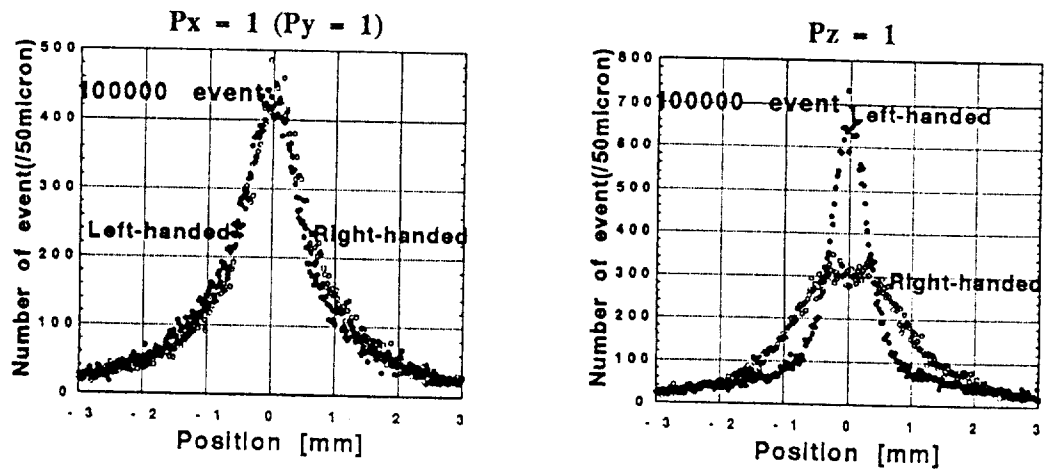 Px = 1 (Py = 1)
Number of event(/50micron)
500
400
300
200
100
0
100000 event
Left-handed
Right-handed
-3 -2 -1 0 1 2 3
Position [mm]
Pz = 1
Number of event(/50micron)
800
700
600
500
400
300
200
100
0
100000 event
eft-handed
Right-handed
-3 -2 -1 0 1 2 3
Position [mm]